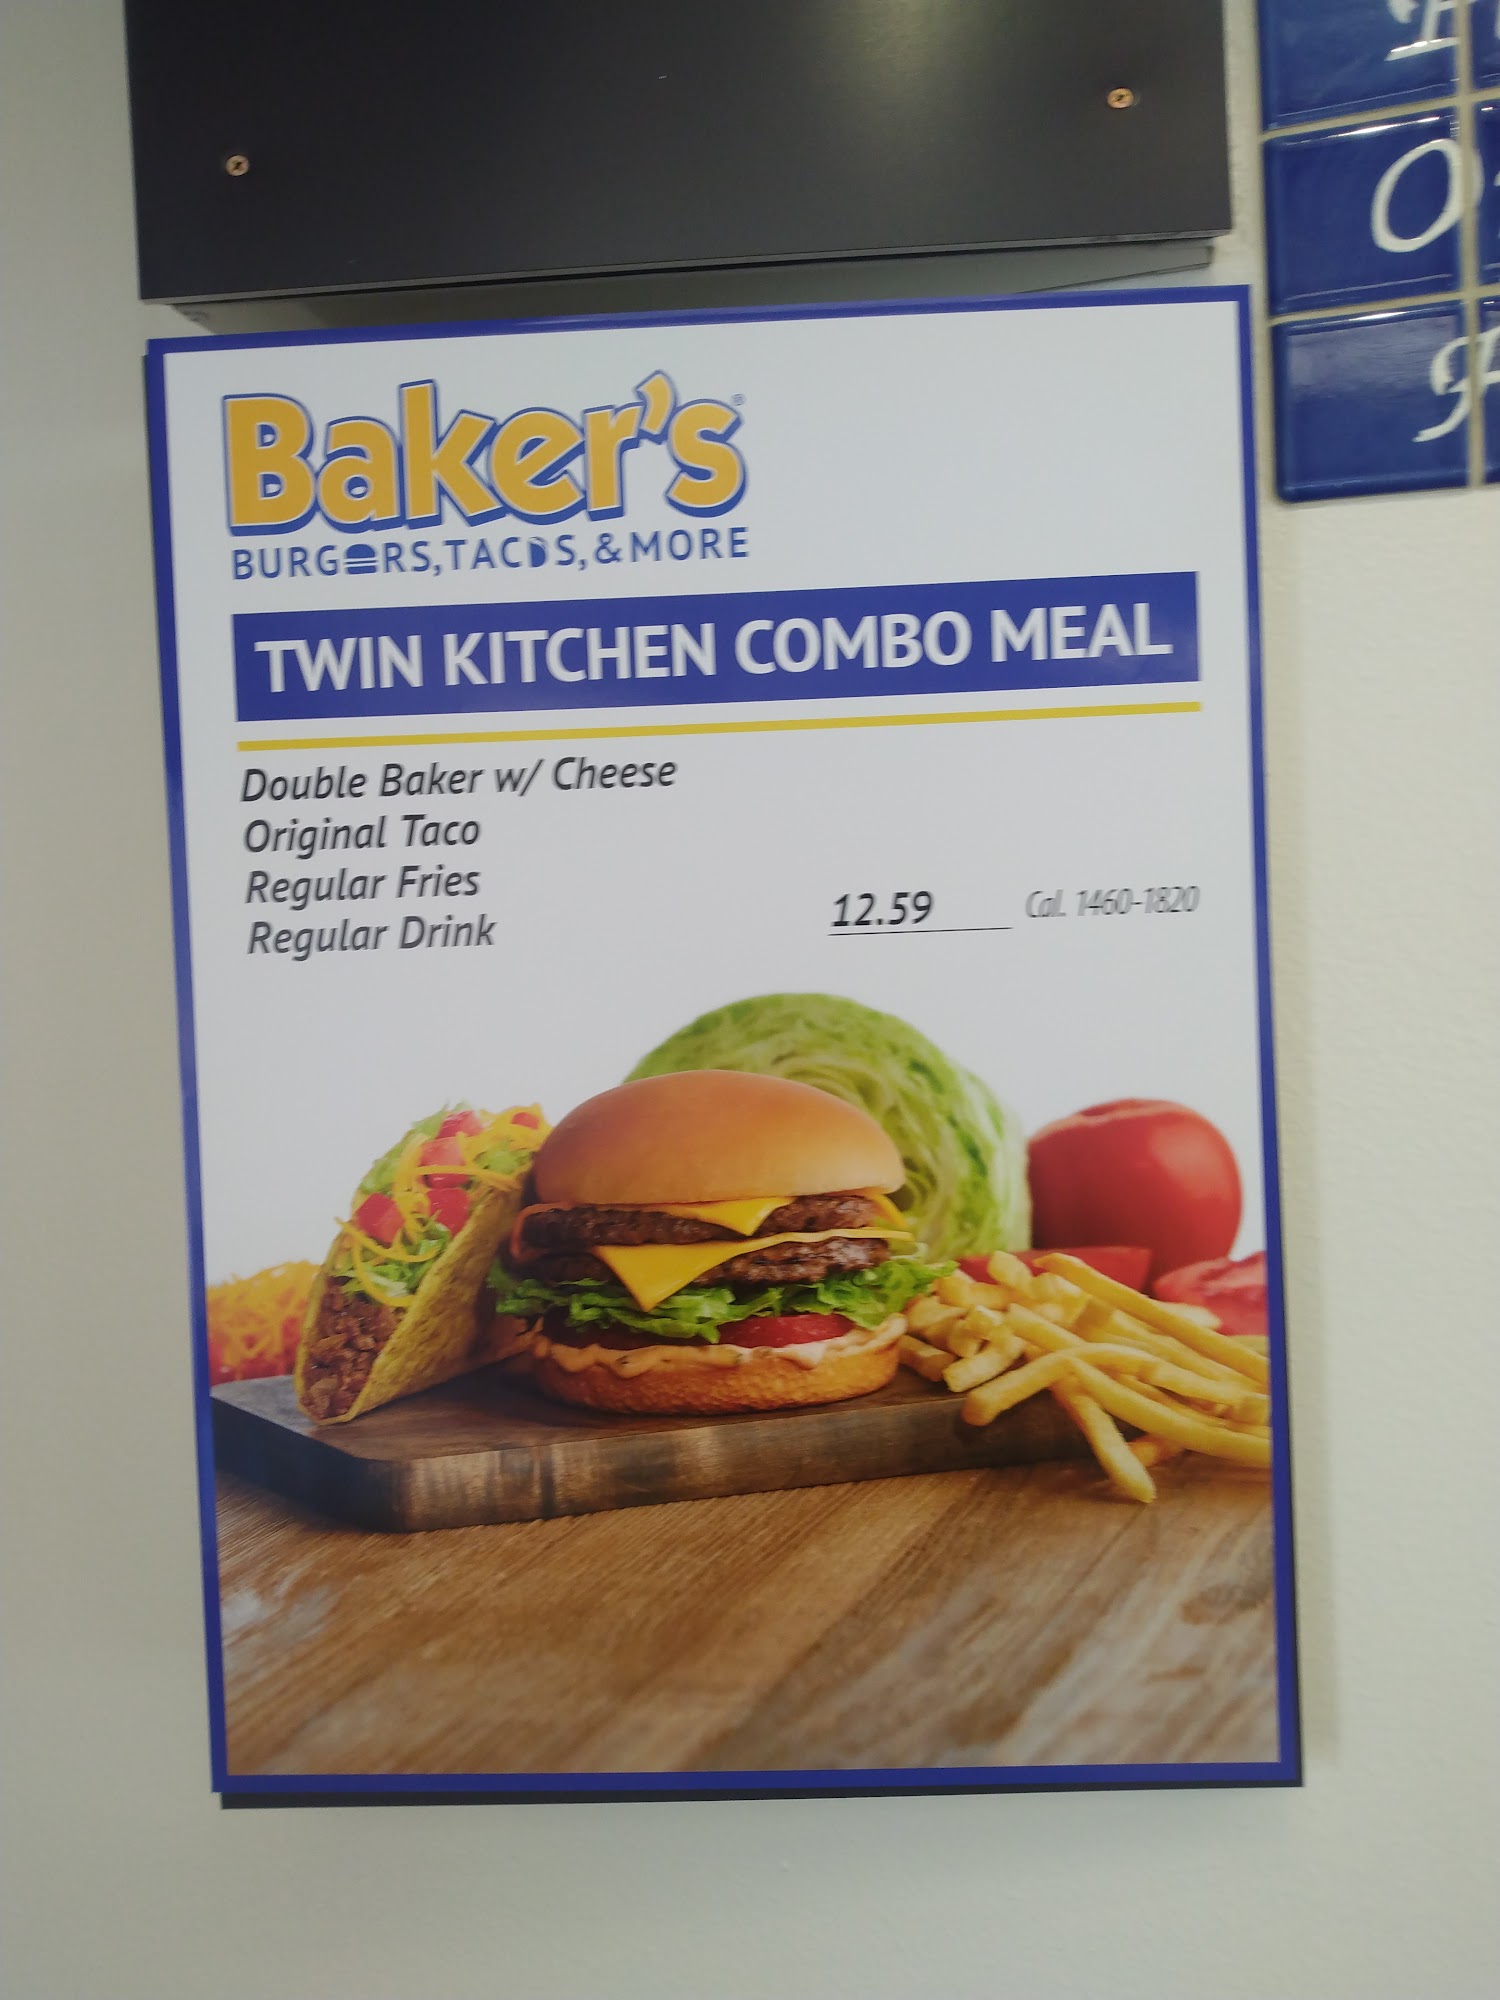 Baker's
BURGERS, TACOS, & MORE
TWIN KITCHEN COMBO MEAL
Double Baker w/ Cheese
Original Taco
Regular Fries
Regular Drink
12.59 Cal. 1460-1820